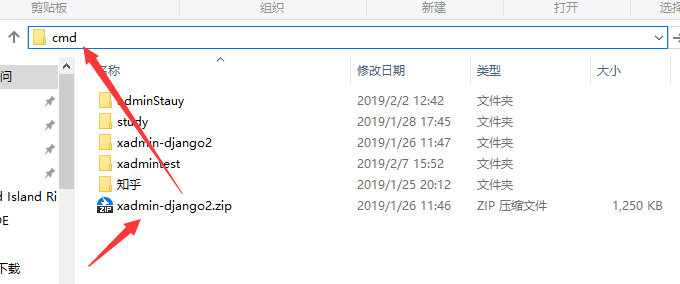 剪贴板 组织 新建 打开 选择
cmd
问 名称 修改日期 类型 大小
adminStauy 2019/2/2 12:42 文件夹
study 2019/1/28 17:45 文件夹
xadmin-django2 2019/1/26 11:47 文件夹
xadmintest 2019/2/7 15:52 文件夹
知乎 2019/1/25 20:12 文件夹
d Island Ri
xadmin-django2.zip 2019/1/26 11:46 ZIP 压缩文件 1,250 KB
DE
下载